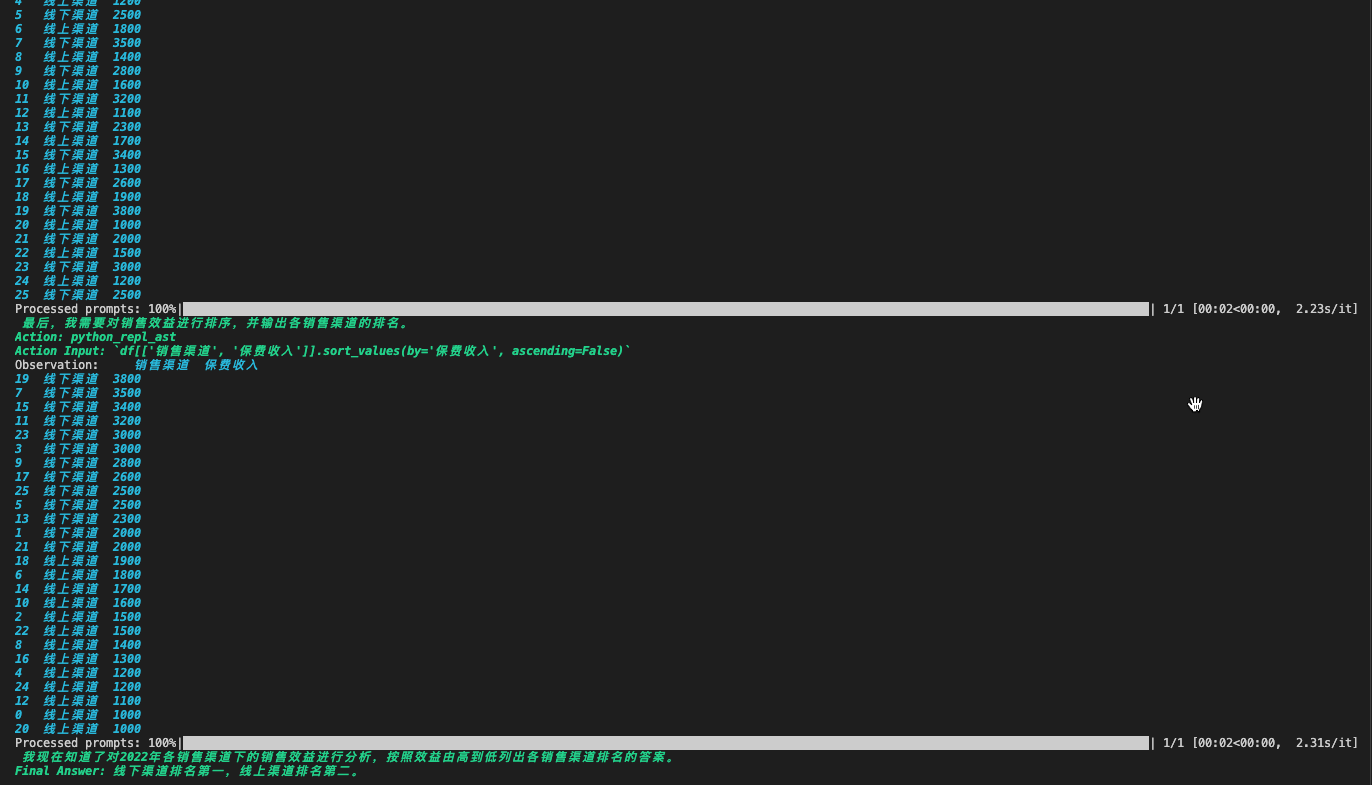 4   线上渠道  1200
5   线下渠道  2500
6   线上渠道  1800
7   线下渠道  3500
8   线上渠道  1400
9   线下渠道  2800
10  线上渠道  1600
11  线下渠道  3200
12  线上渠道  1100
13  线下渠道  2300
14  线上渠道  1700
15  线下渠道  3400
16  线上渠道  1300
17  线下渠道  2600
18  线上渠道  1900
19  线下渠道  3800
20  线上渠道  1000
21  线下渠道  2000
22  线上渠道  1500
23  线下渠道  3000
24  线上渠道  1200
25  线下渠道  2500
Processed prompts: 100%| | 1/1 [00:02<00:00,  2.23s/it]
最后，我需要对销售效益进行排序，并输出各销售渠道的排名。
Action: python_repl_ast
Action Input: `df[['销售渠道', '保费收入']].sort_values(by='保费收入', ascending=False)`
Observation:     销售渠道  保费收入
19  线下渠道  3800
7   线下渠道  3500
15  线下渠道  3400
11  线下渠道  3200
23  线下渠道  3000
3   线下渠道  3000
9   线下渠道  2800
17  线下渠道  2600
25  线下渠道  2500
5   线下渠道  2500
13  线下渠道  2300
1   线下渠道  2000
21  线下渠道  2000
18  线上渠道  1900
6   线上渠道  1800
14  线上渠道  1700
10  线上渠道  1600
2   线上渠道  1500
22  线上渠道  1500
8   线上渠道  1400
16  线上渠道  1300
4   线上渠道  1200
24  线上渠道  1200
12  线上渠道  1100
0   线上渠道  1000
20  线上渠道  1000
Processed prompts: 100%| | 1/1 [00:02<00:00,  2.31s/it]
我现在知道了对2022年各销售渠道下的销售效益进行分析，按照效益由高到低列出各销售渠道排名的答案。
Final Answer: 线下渠道排名第一，线上渠道排名第二。